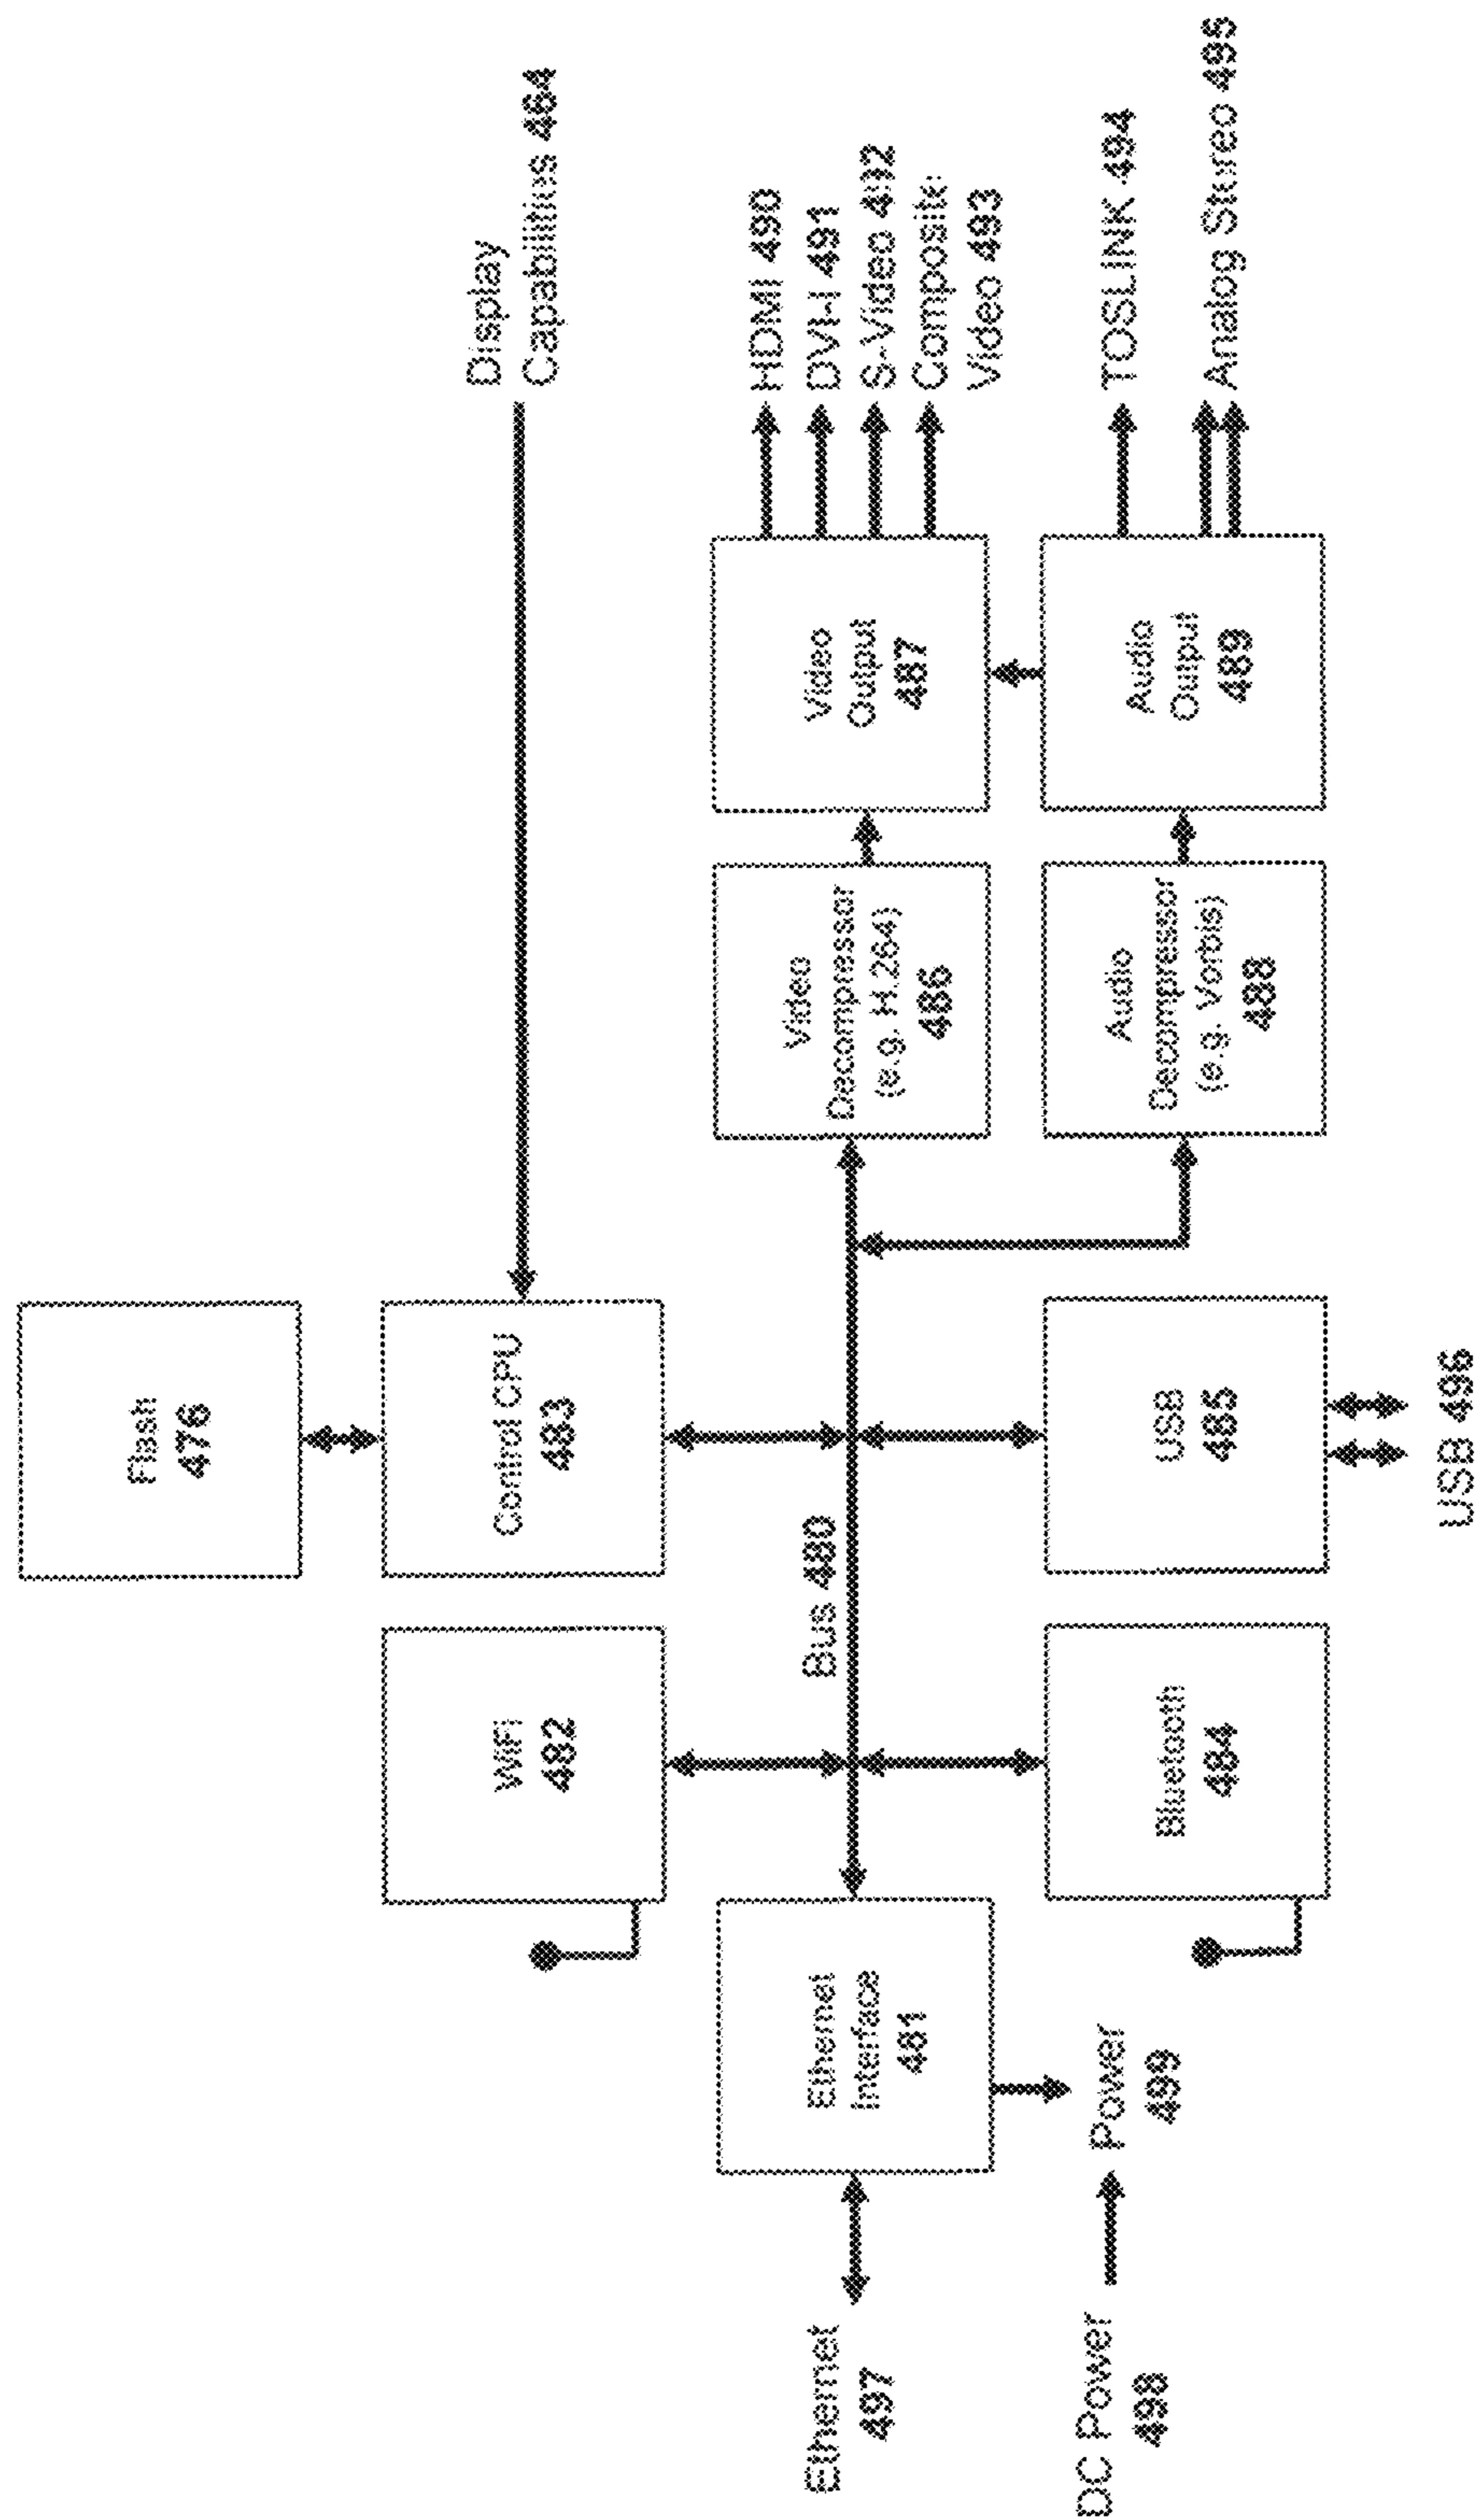 Flash
476
Display
Capabilities 464
WiFi
482
Control CPU
483
Bus 480
HDMI 490
DVI-I 491
S-Video 492
Composite
Video 493
Ethernet
497
Ethernet
Interface
481
Video
Decompressor
(e.g. H.264)
486
Video
Output
487
TOSLINK 494
Analog Stereo 495
DC Power
498
Power
499
Bluetooth
484
USB
485
Audio
Decompressor
(e.g. Vorbis)
488
Audio
Output
489
USB 496